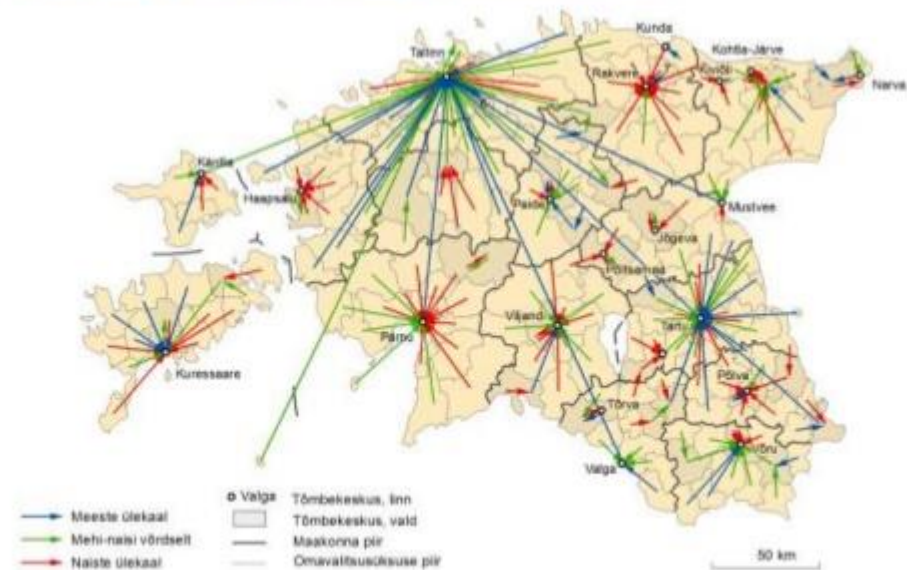 Kunda
Tallinn
Kohtla-Järve
Rakvere
Kiviõli
Narva
Kärdla
Haapsalu
Paide
Mustvee
Jõgeva
Põltsamaa
Pärnu
Viljandi
Tartu
Kuressaare
Põlva
Tõrva
Võru
Valga
Meeste ülekaal
Mehi-naisi võrdselt
Naiste ülekaal
Valga
Tõmbekeskus, linn
Tõmbekeskus, vald
Maakonna piir
Omavalitsusüksuse piir
50 km